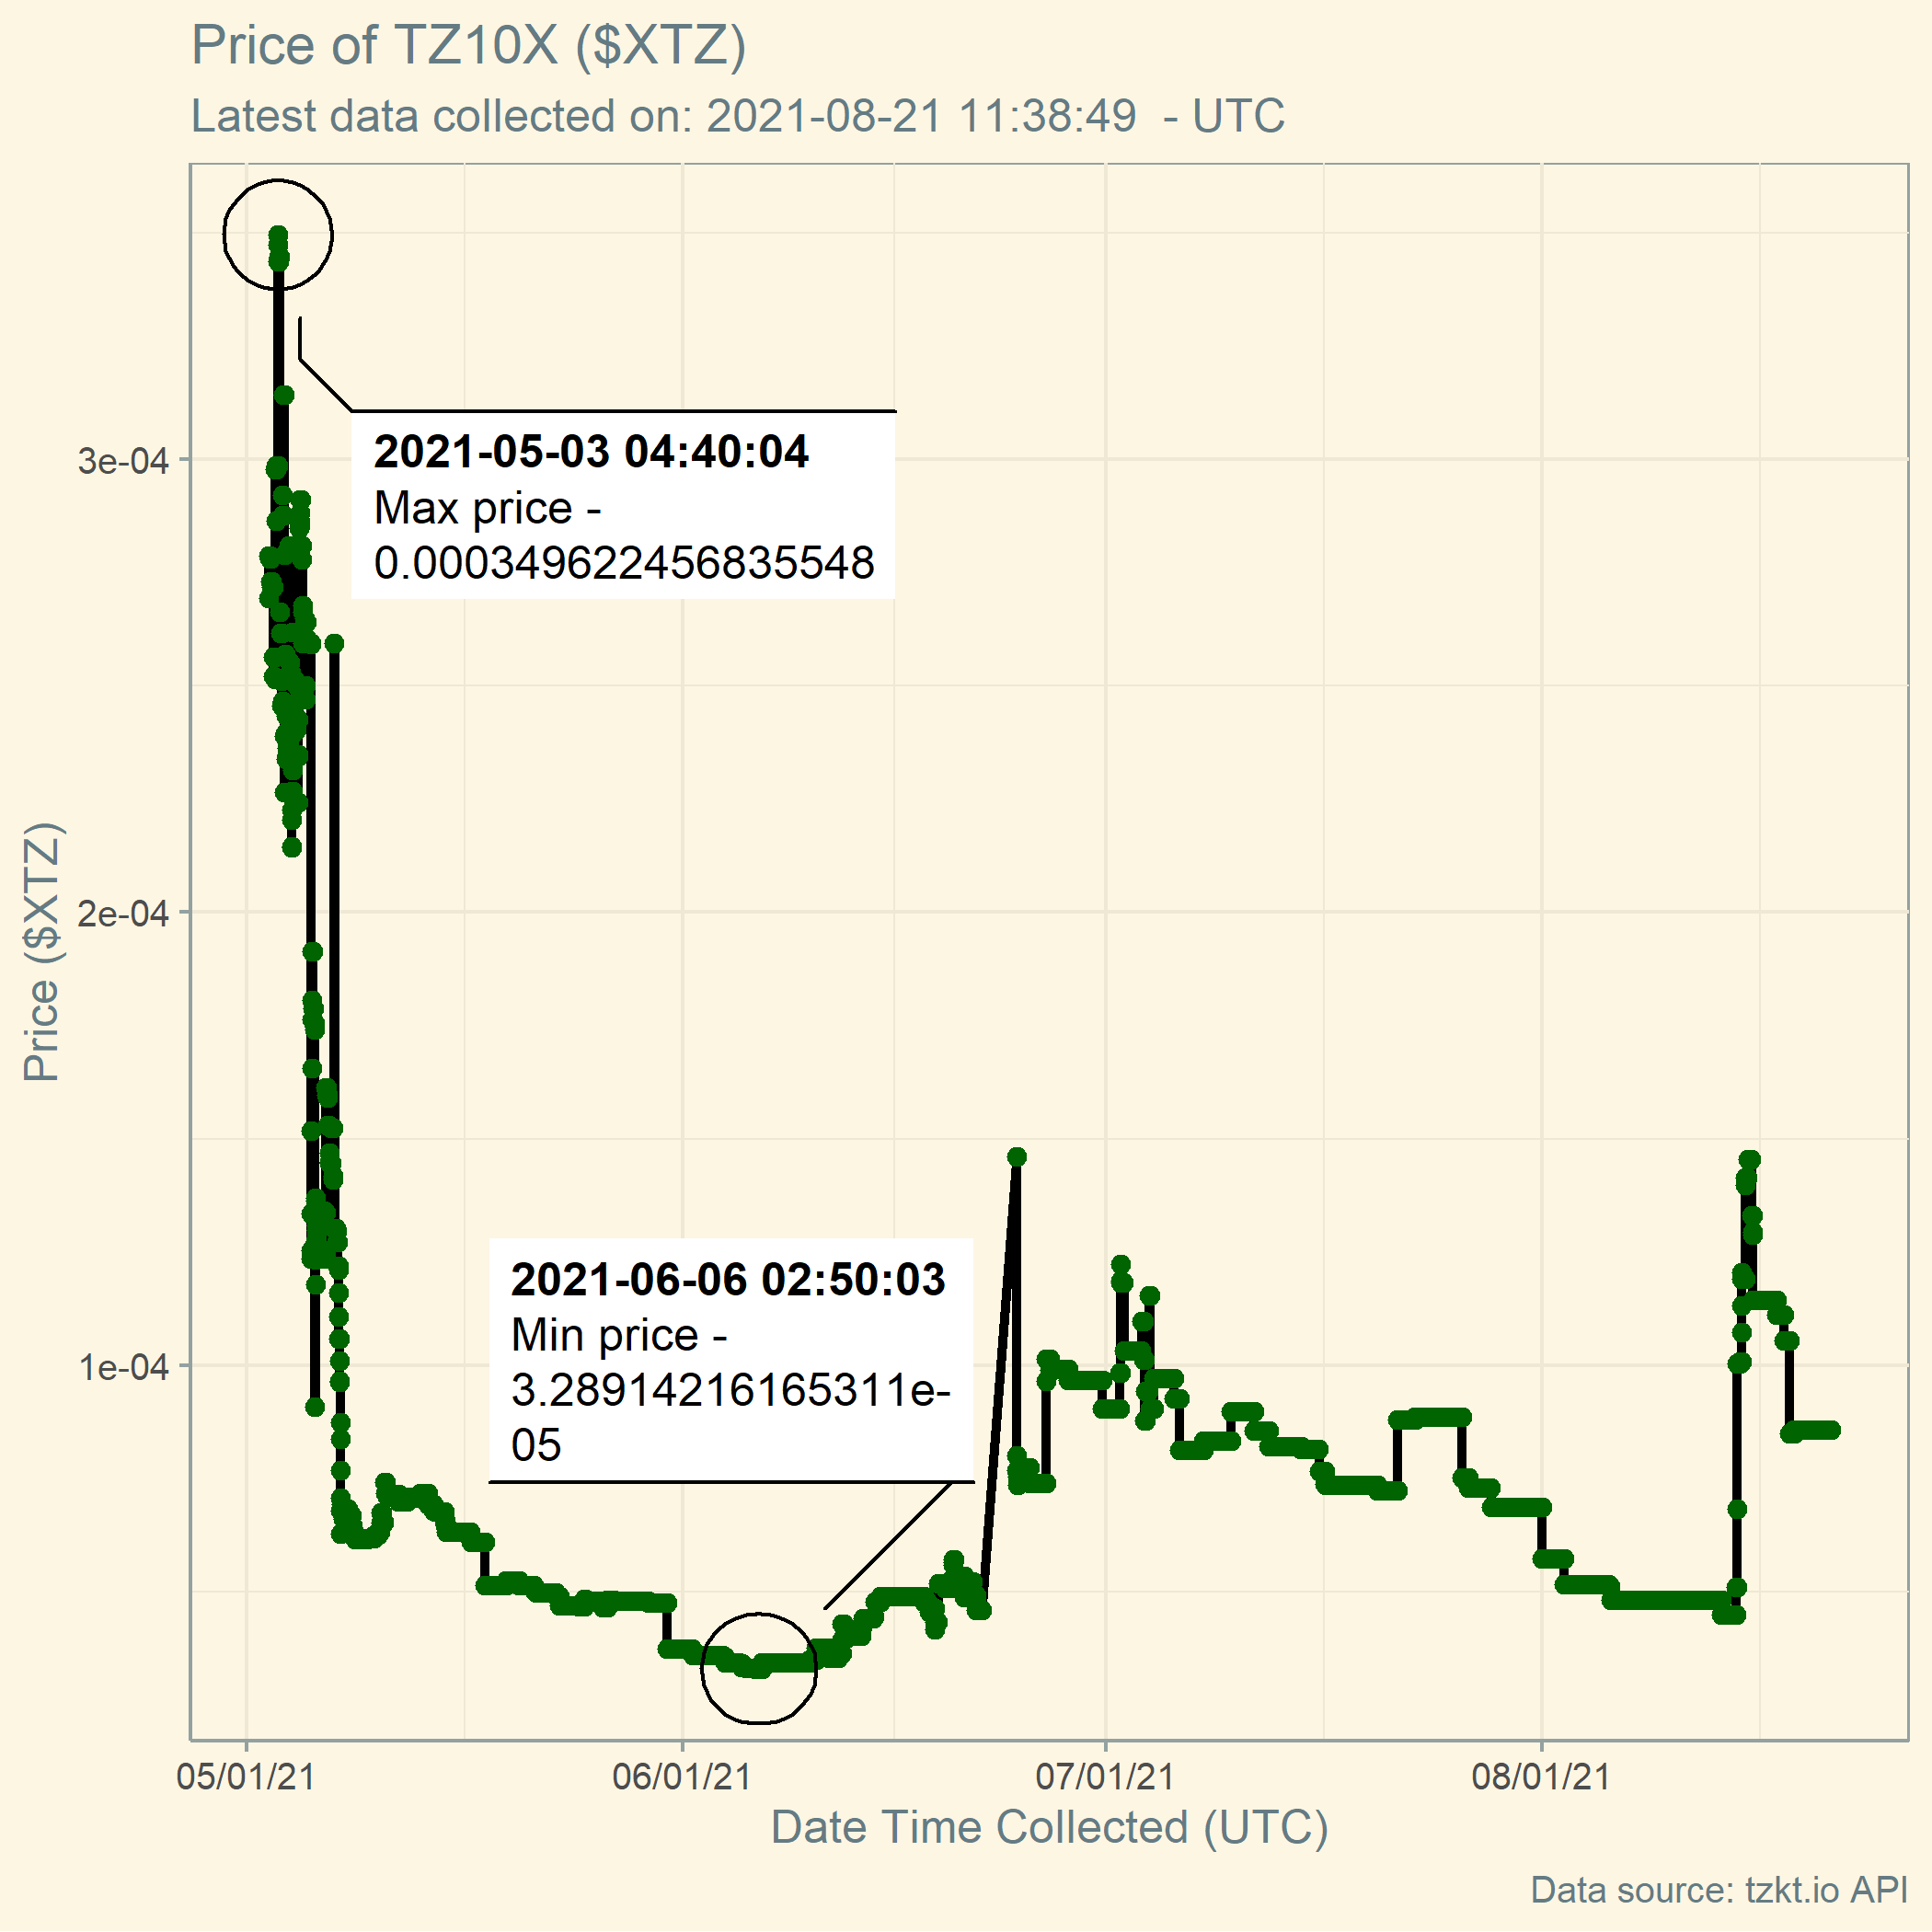 Price of TZ10X ($XTZ)
Latest data collected on: 2021-08-21 11:38:49  - UTC
2021-05-03 04:40:04
Max price -
0.000349622456835548
2021-06-06 02:50:03
Min price -
3.28914216165311e-
05
Price ($XTZ)
3e-04
2e-04
1e-04
05/01/21
06/01/21
07/01/21
08/01/21
Date Time Collected (UTC)
Data source: tzkt.io API